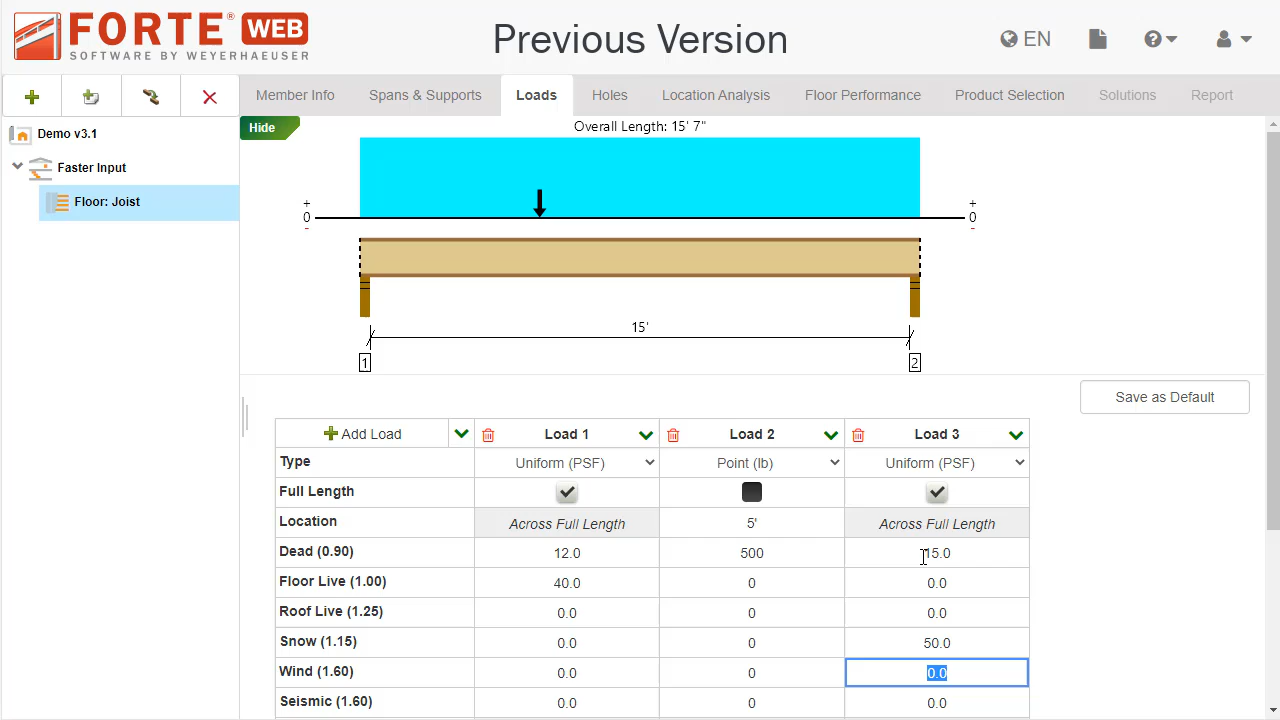 FORTE® WEB
SOFTWARE BY WEYERHAEUSER
Previous Version
EN
Member Info
Spans & Supports
Loads
Holes
Location Analysis
Floor Performance
Product Selection
Solutions
Report
Demo v3.1
Faster Input
Floor: Joist
Hide
Overall Length: 15' 7"
+ +
0 0
- -
15'
1 2
Save as Default
Add Load Load 1 Load 2 Load 3
Type Uniform (PSF) Point (lb) Uniform (PSF)
Full Length
Location Across Full Length 5' Across Full Length
Dead (0.90) 12.0 500 15.0
Floor Live (1.00) 40.0 0 0.0
Roof Live (1.25) 0.0 0 0.0
Snow (1.15) 0.0 0 50.0
Wind (1.60) 0.0 0 0.0
Seismic (1.60) 0.0 0 0.0